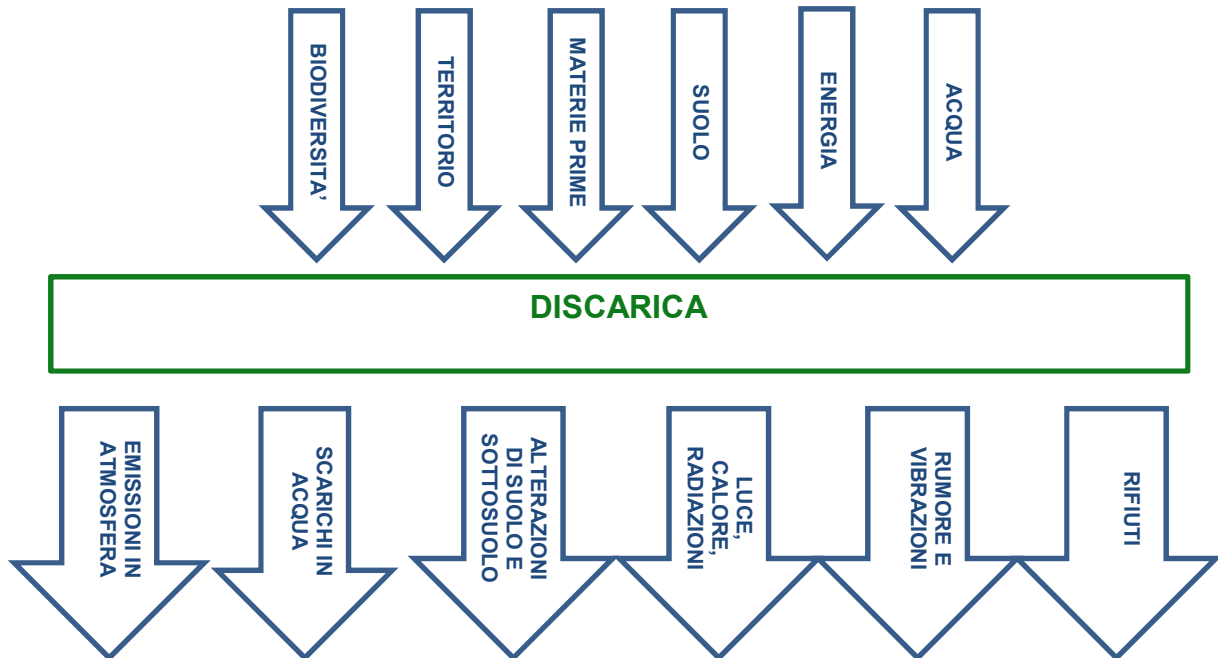 BIODIVERSITA’
TERRITORIO
MATERIE PRIME
SUOLO
ENERGIA
ACQUA
DISCARICA
EMISSIONI IN
ATMOSFERA
SCARICHI IN
ACQUA
ALTERAZIONI
DI SUOLO E
SOTTOSUOLO
LUCE,
CALORE,
RADIAZIONI
RUMORE E
VIBRAZIONI
RIFIUTI